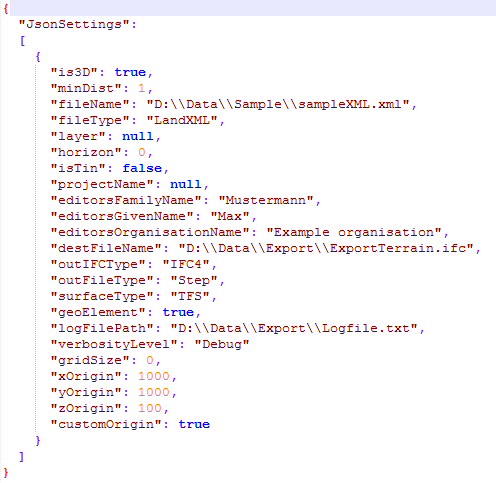 {
"JsonSettings":
[
{
"is3D": true,
"minDist": 1,
"fileName": "D:\\Data\\Sample\\sampleXML.xml",
"fileType": "LandXML",
"layer": null,
"horizon": 0,
"isTin": false,
"projectName": null,
"editorsFamilyName": "Mustermann",
"editorsGivenName": "Max",
"editorsOrganisationName": "Example organisation",
"destFileName": "D:\\Data\\Export\\ExportTerrain.ifc",
"outIFCType": "IFC4",
"outFileType": "Step",
"surfaceType": "TFS",
"geoElement": true,
"logFilePath": "D:\\Data\\Export\\Logfile.txt",
"verbosityLevel": "Debug"
"gridSize": 0,
"xOrigin": 1000,
"yOrigin": 1000,
"zOrigin": 100,
"customOrigin": true
}
]
}